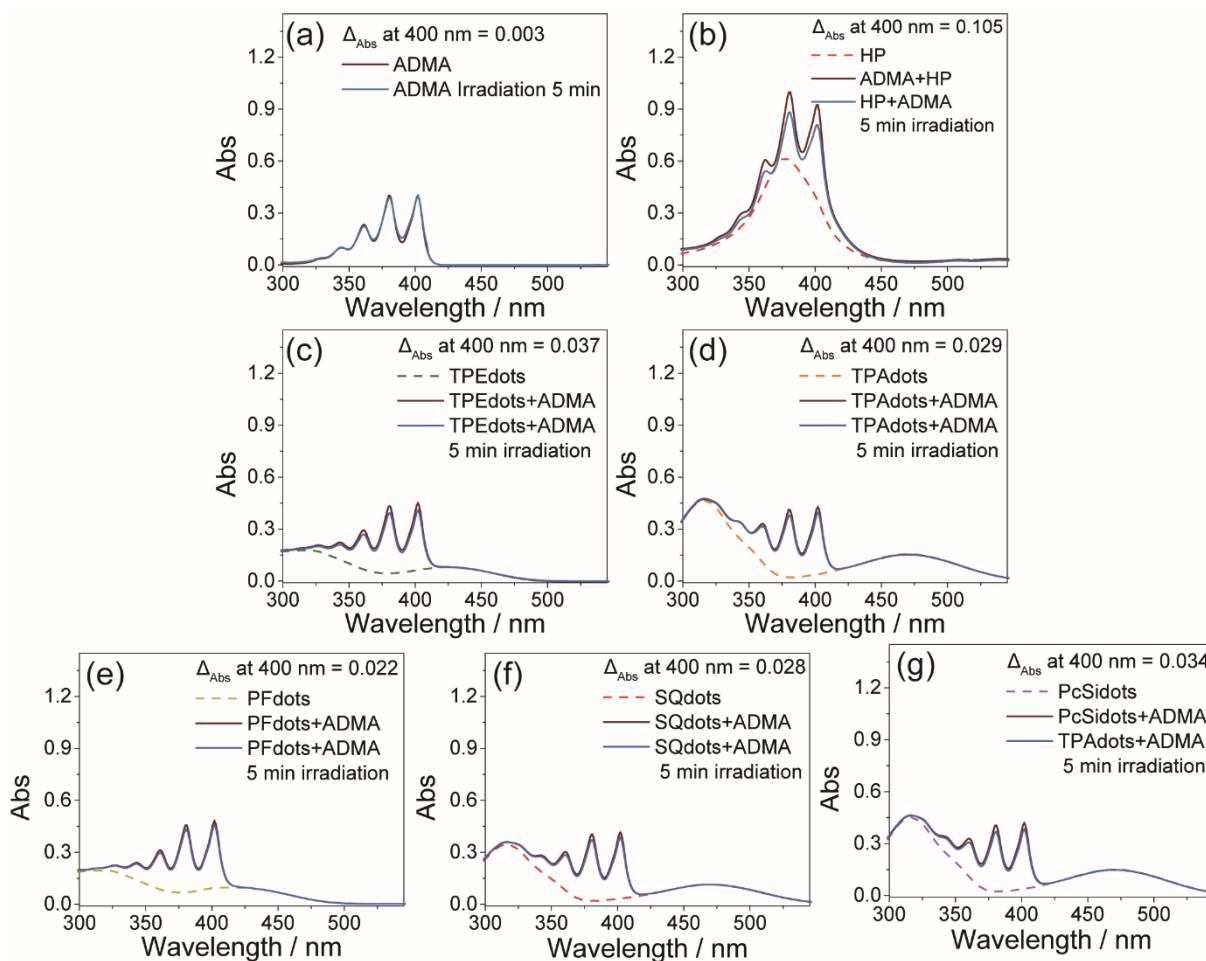 (a)
Δ_Abs at 400 nm = 0.003
ADMA
ADMA Irradiation 5 min
Abs
1.2
0.9
0.6
0.3
0.0
300 350 400 450 500
Wavelength / nm
(b)
Δ_Abs at 400 nm = 0.105
HP
ADMA+HP
HP+ADMA
5 min irradiation
Abs
1.2
0.9
0.6
0.3
0.0
300 350 400 450 500
Wavelength / nm
(c)
Δ_Abs at 400 nm = 0.037
TPEdots
TPEdots+ADMA
TPEdots+ADMA
5 min irradiation
Abs
1.2
0.9
0.6
0.3
0.0
300 350 400 450 500
Wavelength / nm
(d)
Δ_Abs at 400 nm = 0.029
TPAdots
TPAdots+ADMA
TPAdots+ADMA
5 min irradiation
Abs
1.2
0.9
0.6
0.3
0.0
300 350 400 450 500
Wavelength / nm
(e)
Δ_Abs at 400 nm = 0.022
PFdots
PFdots+ADMA
PFdots+ADMA
5 min irradiation
Abs
1.2
0.9
0.6
0.3
0.0
300 350 400 450 500
Wavelength / nm
(f)
Δ_Abs at 400 nm = 0.028
SQdots
SQdots+ADMA
SQdots+ADMA
5 min irradiation
Abs
1.2
0.9
0.6
0.3
0.0
300 350 400 450 500
Wavelength / nm
(g)
Δ_Abs at 400 nm = 0.034
PcSidots
PcSidots+ADMA
TPAdots+ADMA
5 min irradiation
Abs
1.2
0.9
0.6
0.3
0.0
300 350 400 450 500
Wavelength / nm